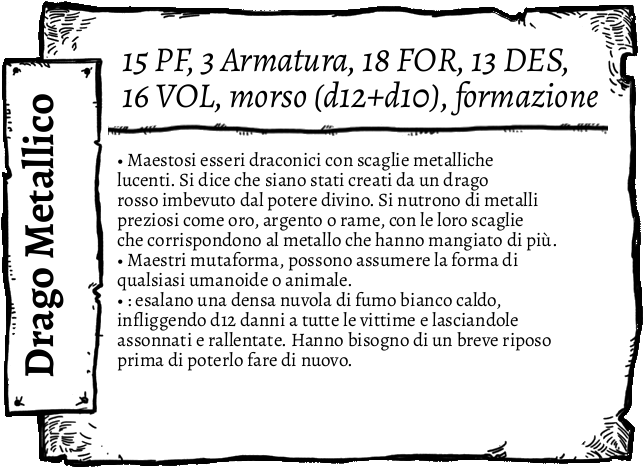 Drago Metallico
15 PF, 3 Armatura, 18 FOR, 13 DES,
16 VOL, morso (d12+d10), formazione
• Maestosi esseri draconici con scaglie metalliche
lucenti. Si dice che siano stati creati da un drago
rosso imbevuto dal potere divino. Si nutrono di metalli
preziosi come oro, argento o rame, con le loro scaglie
che corrispondono al metallo che hanno mangiato di più.
• Maestri mutaforma, possono assumere la forma di
qualsiasi umanoide o animale.
• : esalano una densa nuvola di fumo bianco caldo,
infliggendo d12 danni a tutte le vittime e lasciandole
assonnati e rallentate. Hanno bisogno di un breve riposo
prima di poterlo fare di nuovo.